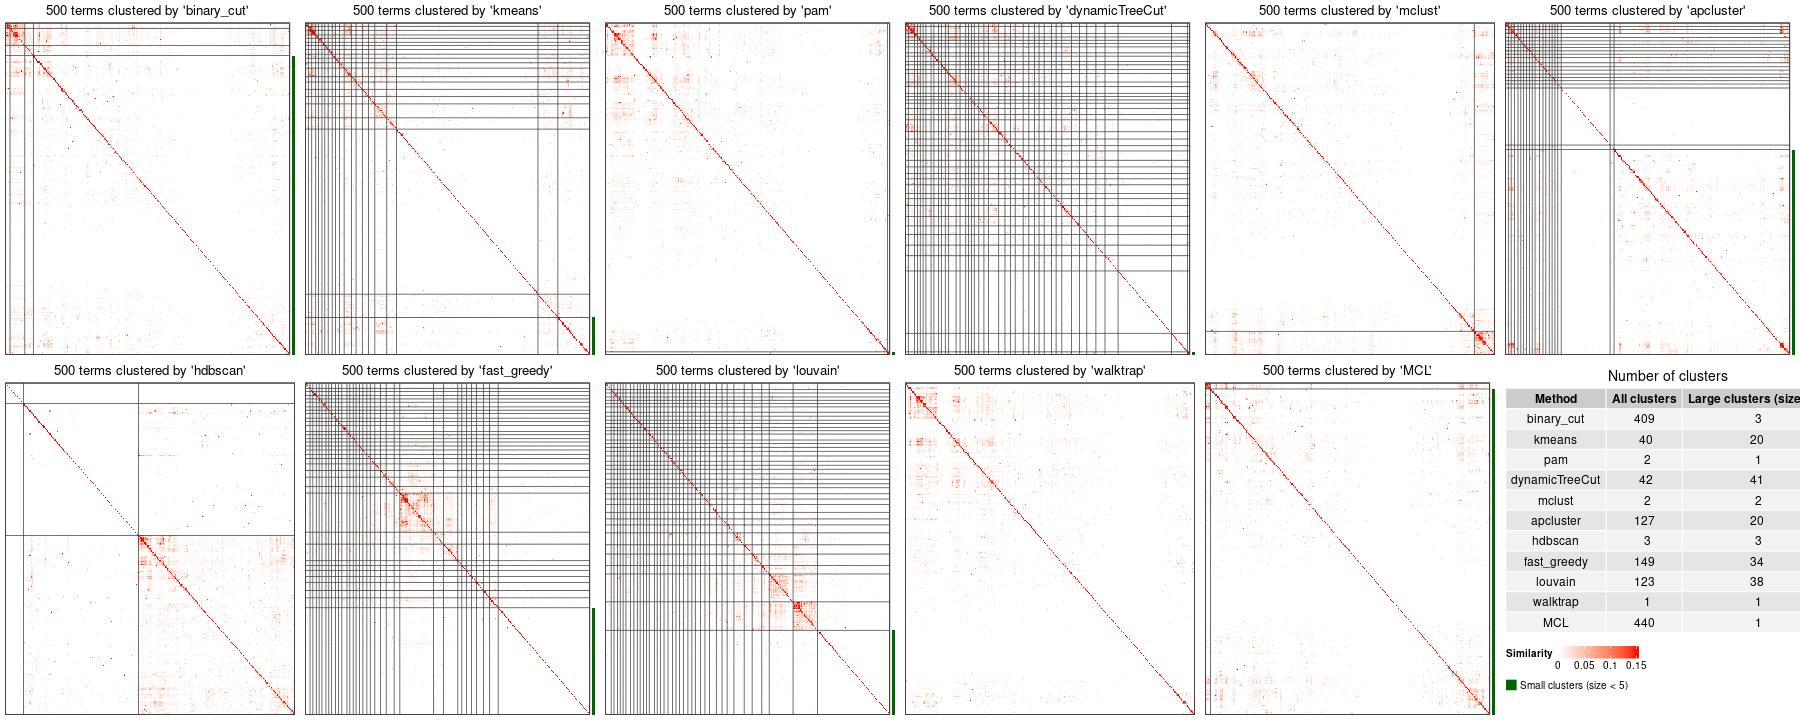 500 terms clustered by 'binary_cut'
500 terms clustered by 'kmeans'
500 terms clustered by 'pam'
500 terms clustered by 'dynamicTreeCut'
500 terms clustered by 'mclust'
500 terms clustered by 'apcluster'
500 terms clustered by 'hdbscan'
500 terms clustered by 'fast_greedy'
500 terms clustered by 'louvain'
500 terms clustered by 'walktrap'
500 terms clustered by 'MCL'
Number of clusters
Method All clusters Large clusters (size
binary_cut 409 3
kmeans 40 20
pam 2 1
dynamicTreeCut 42 41
mclust 2 2
apcluster 127 20
hdbscan 3 3
fast_greedy 149 34
louvain 123 38
walktrap 1 1
MCL 440 1
Similarity
0 0.05 0.1 0.15
Small clusters (size < 5)